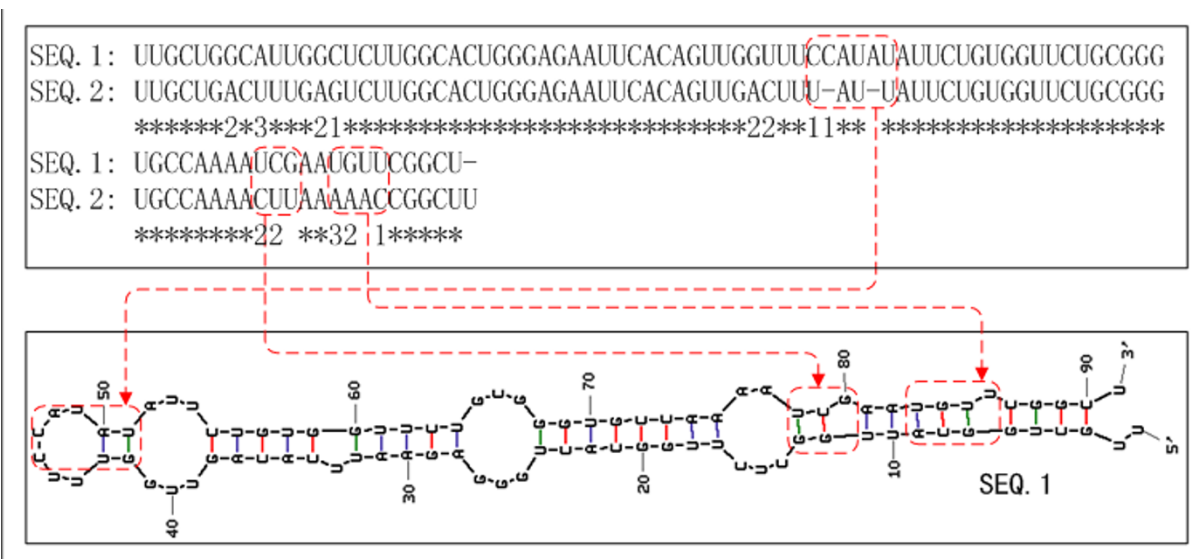 SEQ.1: UUGCUGGCAUUGGCUCUUGGCACUGGGAGAAUUCACAGUUGGUUUCCAUAUAUUCUGUGGUUCUGCGGG
SEQ.2: UUGCUGACUUUGAGUCUUGGCACUGGGAGAAUUCACAGUUGACUUU-AU-UAUUCUGUGGUUCUGCGGG
******2*3***21***************************22**11** *******************
SEQ.1: UGCCAAAAUCGAAUGUUCGGCU-
SEQ.2: UGCCAAAACUUAAAAACCGGCUU
********22 **32 1*****
50
60
70
80
90
3'
40
30
20
10
5'
SEQ.1